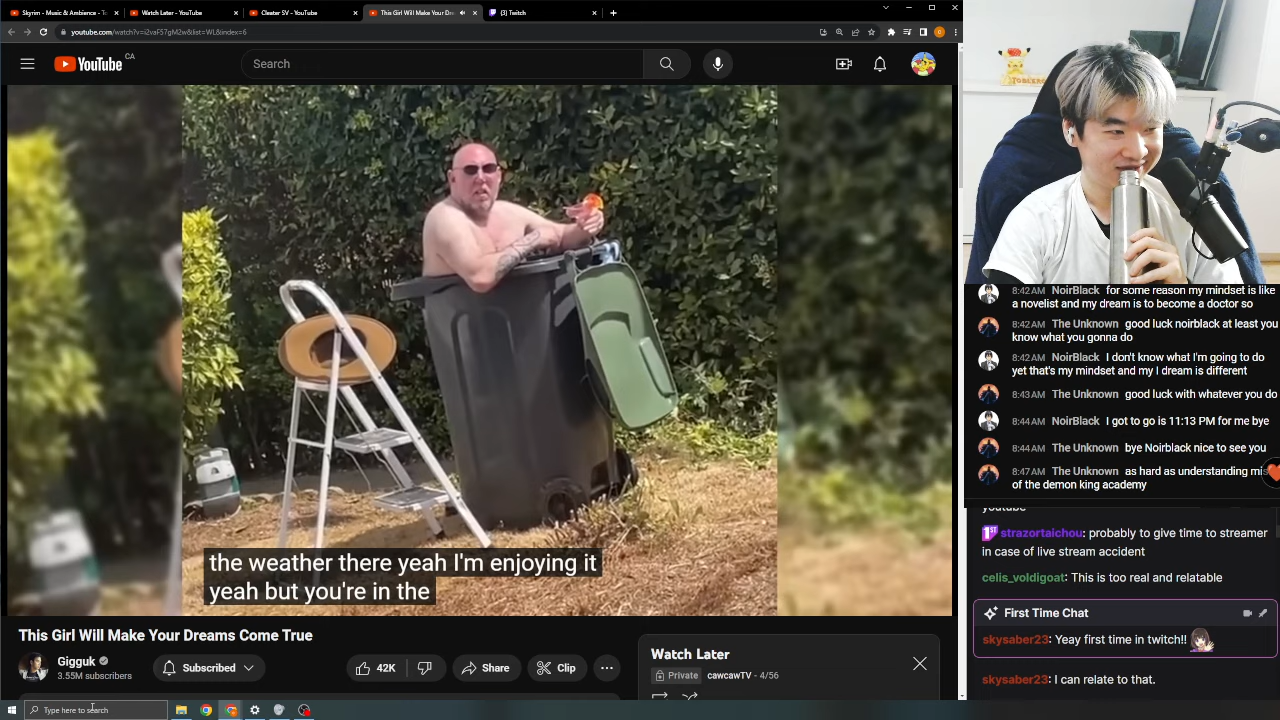 Skyrim - Music & Ambience - To
Watch Later - YouTube
Cleater SV - YouTube
This Girl Will Make Your Dre
(3) Twitch
youtube.com/watch?v=i2vaF57gM2w&list=WL&index=6
YouTube CA
Search
the weather there yeah I'm enjoying it
yeah but you're in the
This Girl Will Make Your Dreams Come True
Gigguk
3.55M subscribers
Subscribed
42K
Share
Clip
Watch Later
Private
cawcawTV - 4/56
Type here to search
8:42 AM NoirBlack for some reason my mindset is like
a novelist and my dream is to become a doctor so
8:42 AM The Unknown good luck noirblack at least you
know what you gonna do
8:42 AM NoirBlack I don't know what I'm going to do
yet that's my mindset and my I dream is different
8:43 AM The Unknown good luck with whatever you do
8:44 AM NoirBlack I got to go is 11:13 PM for me bye
8:44 AM The Unknown bye Noirblack nice to see you
8:47 AM The Unknown as hard as understanding
of the demon king academy
youtube
1ST strazortaichou: probably to give time to streamer
in case of live stream accident
celis_voldigoat: This is too real and relatable
First Time Chat
skysaber23: Yeay first time in twitch!!
skysaber23: I can relate to that.